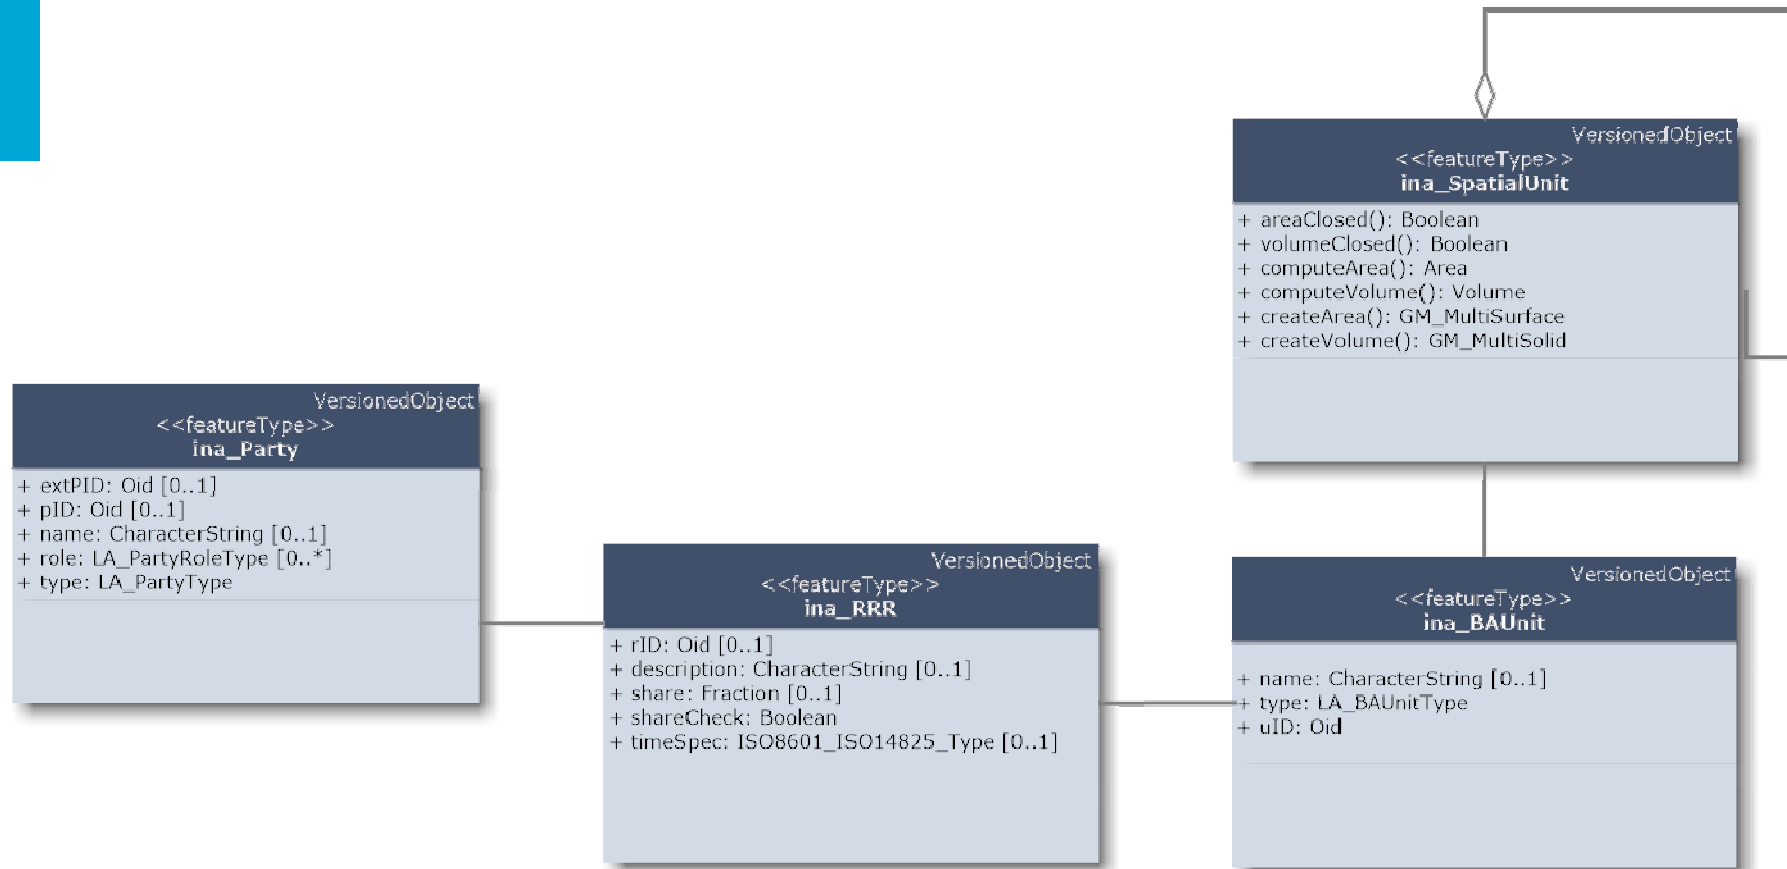 VersionedObject
<<featureType>>
ina_SpatialUnit
+ areaClosed(): Boolean
+ volumeClosed(): Boolean
+ computeArea(): Area
+ computeVolume(): Volume
+ createArea(): GM_MultiSurface
+ createVolume(): GM_MultiSolid
VersionedObject
<<featureType>>
ina_Party
+ extPID: Oid [0..1]
+ pID: Oid [0..1]
+ name: CharacterString [0..1]
+ role: LA_PartyRoleType [0..*]
+ type: LA_PartyType
VersionedObject
<<featureType>>
ina_RRR
+ rID: Oid [0..1]
+ description: CharacterString [0..1]
+ share: Fraction [0..1]
+ shareCheck: Boolean
+ timeSpec: ISO8601_ISO14825_Type [0..1]
VersionedObject
<<featureType>>
ina_BAUnit
+ name: CharacterString [0..1]
+ type: LA_BAUnitType
+ uID: Oid